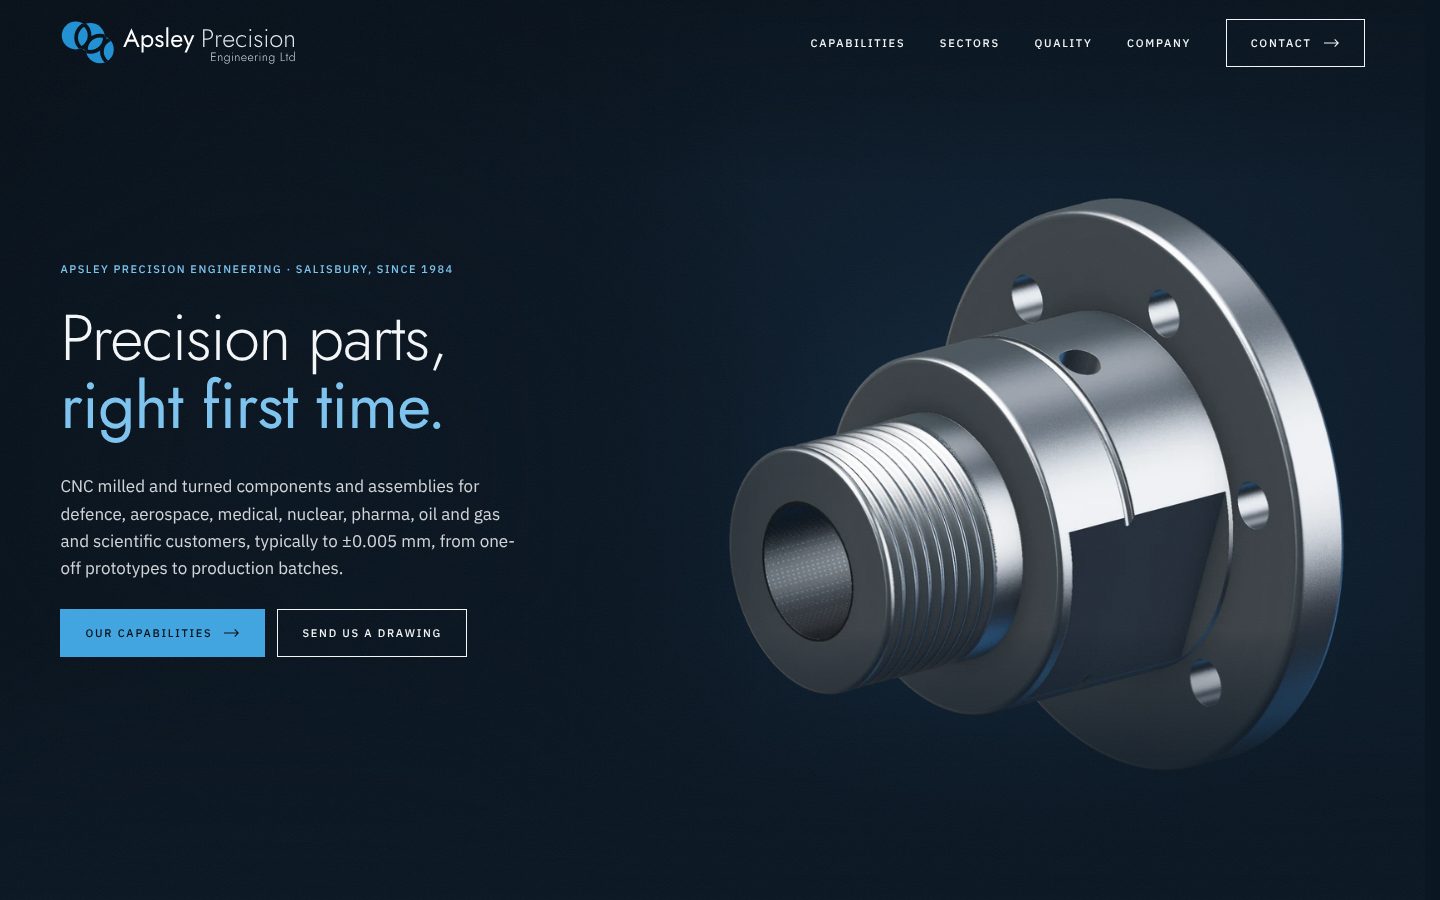 Apsley Precision
Engineering Ltd
CAPABILITIES
SECTORS
QUALITY
COMPANY
CONTACT
APSLEY PRECISION ENGINEERING · SALISBURY, SINCE 1984
Precision parts,
right first time.
CNC milled and turned components and assemblies for
defence, aerospace, medical, nuclear, pharma, oil and gas
and scientific customers, typically to ±0.005 mm, from one-
off prototypes to production batches.
OUR CAPABILITIES
SEND US A DRAWING